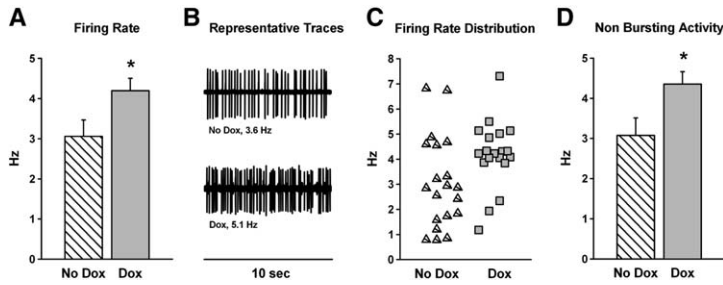 A
Firing Rate
*
5
4
3
2
1
0
Hz
No Dox
Dox
B
Representative Traces
No Dox, 3.6 Hz
Dox, 5.1 Hz
10 sec
C
Firing Rate Distribution
8
7
6
5
4
3
2
1
0
Hz
No Dox
Dox
D
Non Bursting Activity
*
5
4
3
2
1
0
Hz
No Dox
Dox